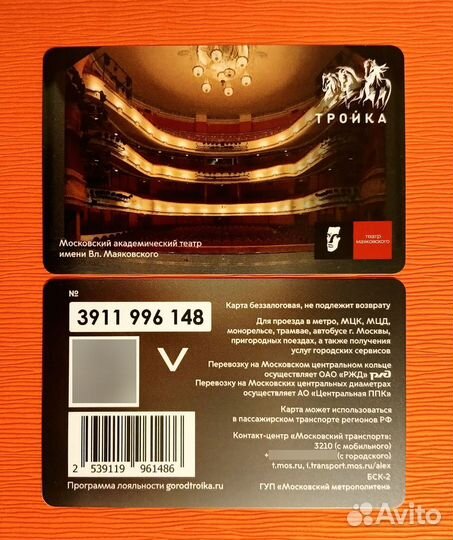 ТРОЙКА
Московский академический театр
имени Вл. Маяковского
театр
маяковского
№
3911 996 148
Карта беззалоговая, не подлежит возврату
Для проезда в метро, МЦК, МЦД,
монорельсе, трамвае, автобусе г. Москвы,
пригородных поездах, а также получения
услуг городских сервисов
Перевозку на Московском центральном кольце
осуществляет ОАО «РЖД» РЖД
Перевозку на Московских центральных диаметрах
осуществляет АО «Центральная ППК»
Карта может использоваться
в пассажирском транспорте регионов РФ
Контакт-центр «Московский транспорт»:
3210 (с мобильного)
+ (с городского)
t.mos.ru, i.transport.mos.ru/alex
БСК-2
ГУП «Московский метрополитен»
2 539119 961486
Программа лояльности gorodtroika.ru
Avito